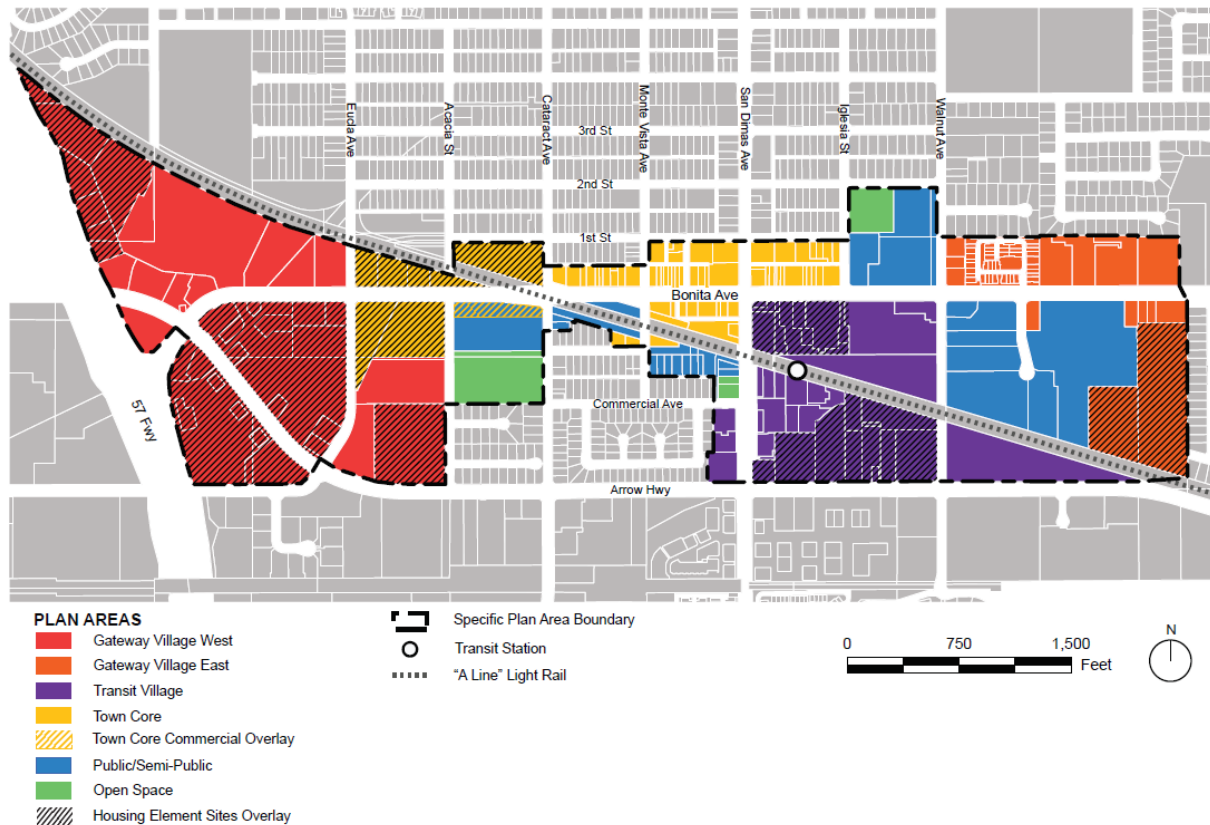 Euda Ave
Acacia St
Cataract Ave
Monte Vista Ave
San Dimas Ave
Iglesia St
Walnut Ave
3rd St
2nd St
1st St
Bonita Ave
Commercial Ave
57 Fwy
Arrow Hwy
PLAN AREAS
Gateway Village West
Gateway Village East
Transit Village
Town Core
Town Core Commercial Overlay
Public/Semi-Public
Open Space
Housing Element Sites Overlay
Specific Plan Area Boundary
Transit Station
“A Line” Light Rail
0 750 1,500
Feet
N